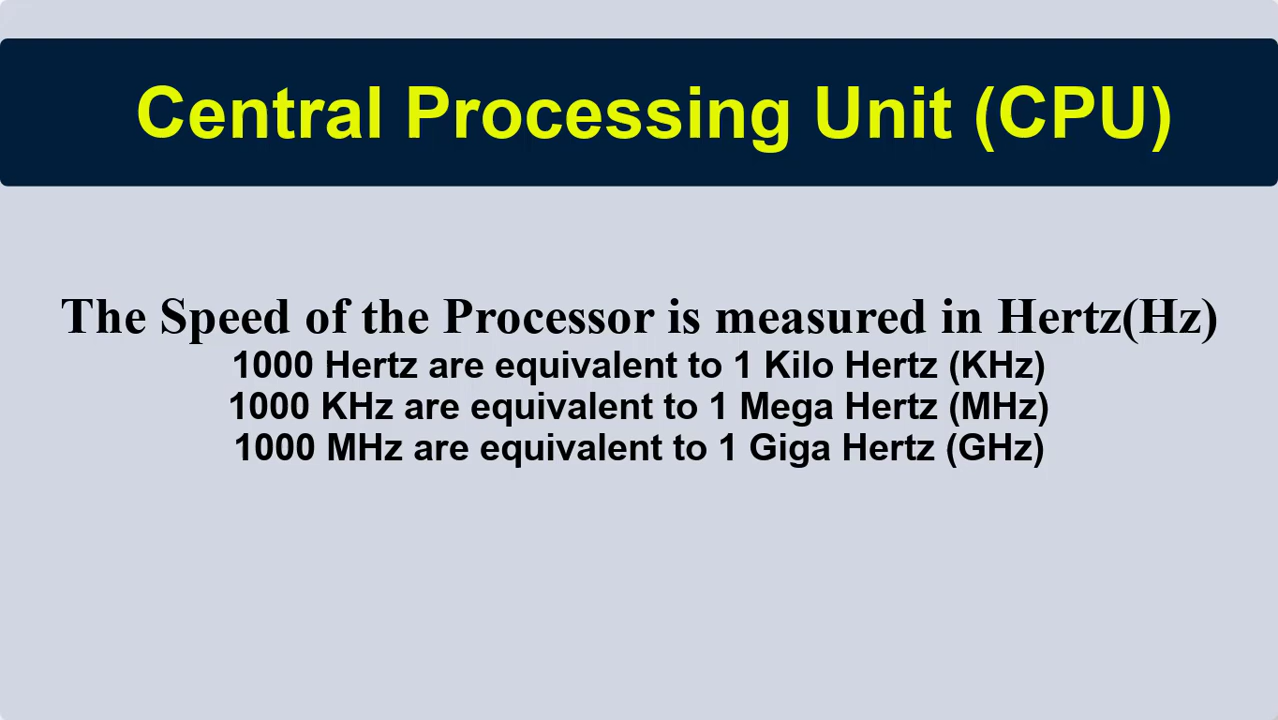 Central Processing Unit (CPU)
The Speed of the Processor is measured in Hertz(Hz)
1000 Hertz are equivalent to 1 Kilo Hertz (KHz)
1000 KHz are equivalent to 1 Mega Hertz (MHz)
1000 MHz are equivalent to 1 Giga Hertz (GHz)